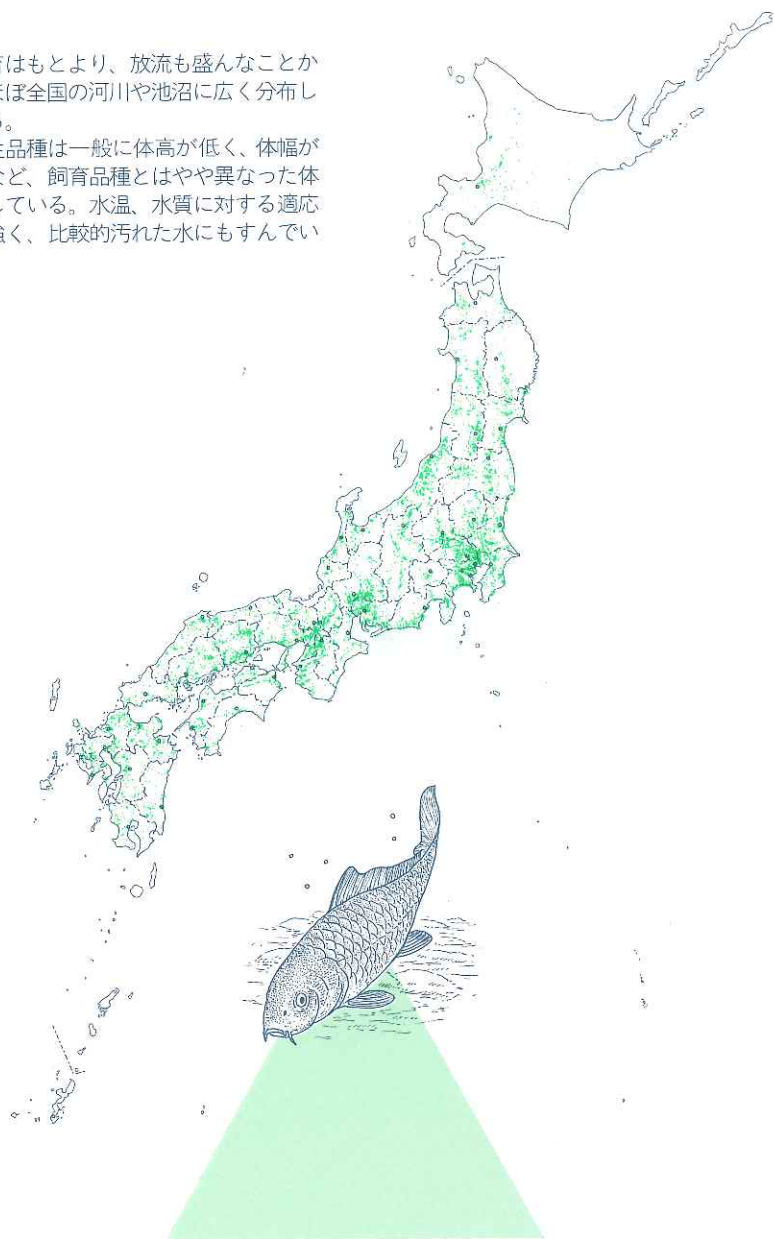 育はもとより、放流も盛んなことか
ほぼ全国の河川や池沼に広く分布し
る。
生品種は一般に体高が低く、体幅が
など、飼育品種とはやや異なった体
している。水温、水質に対する適応
強く、比較的汚れた水にもすんでい